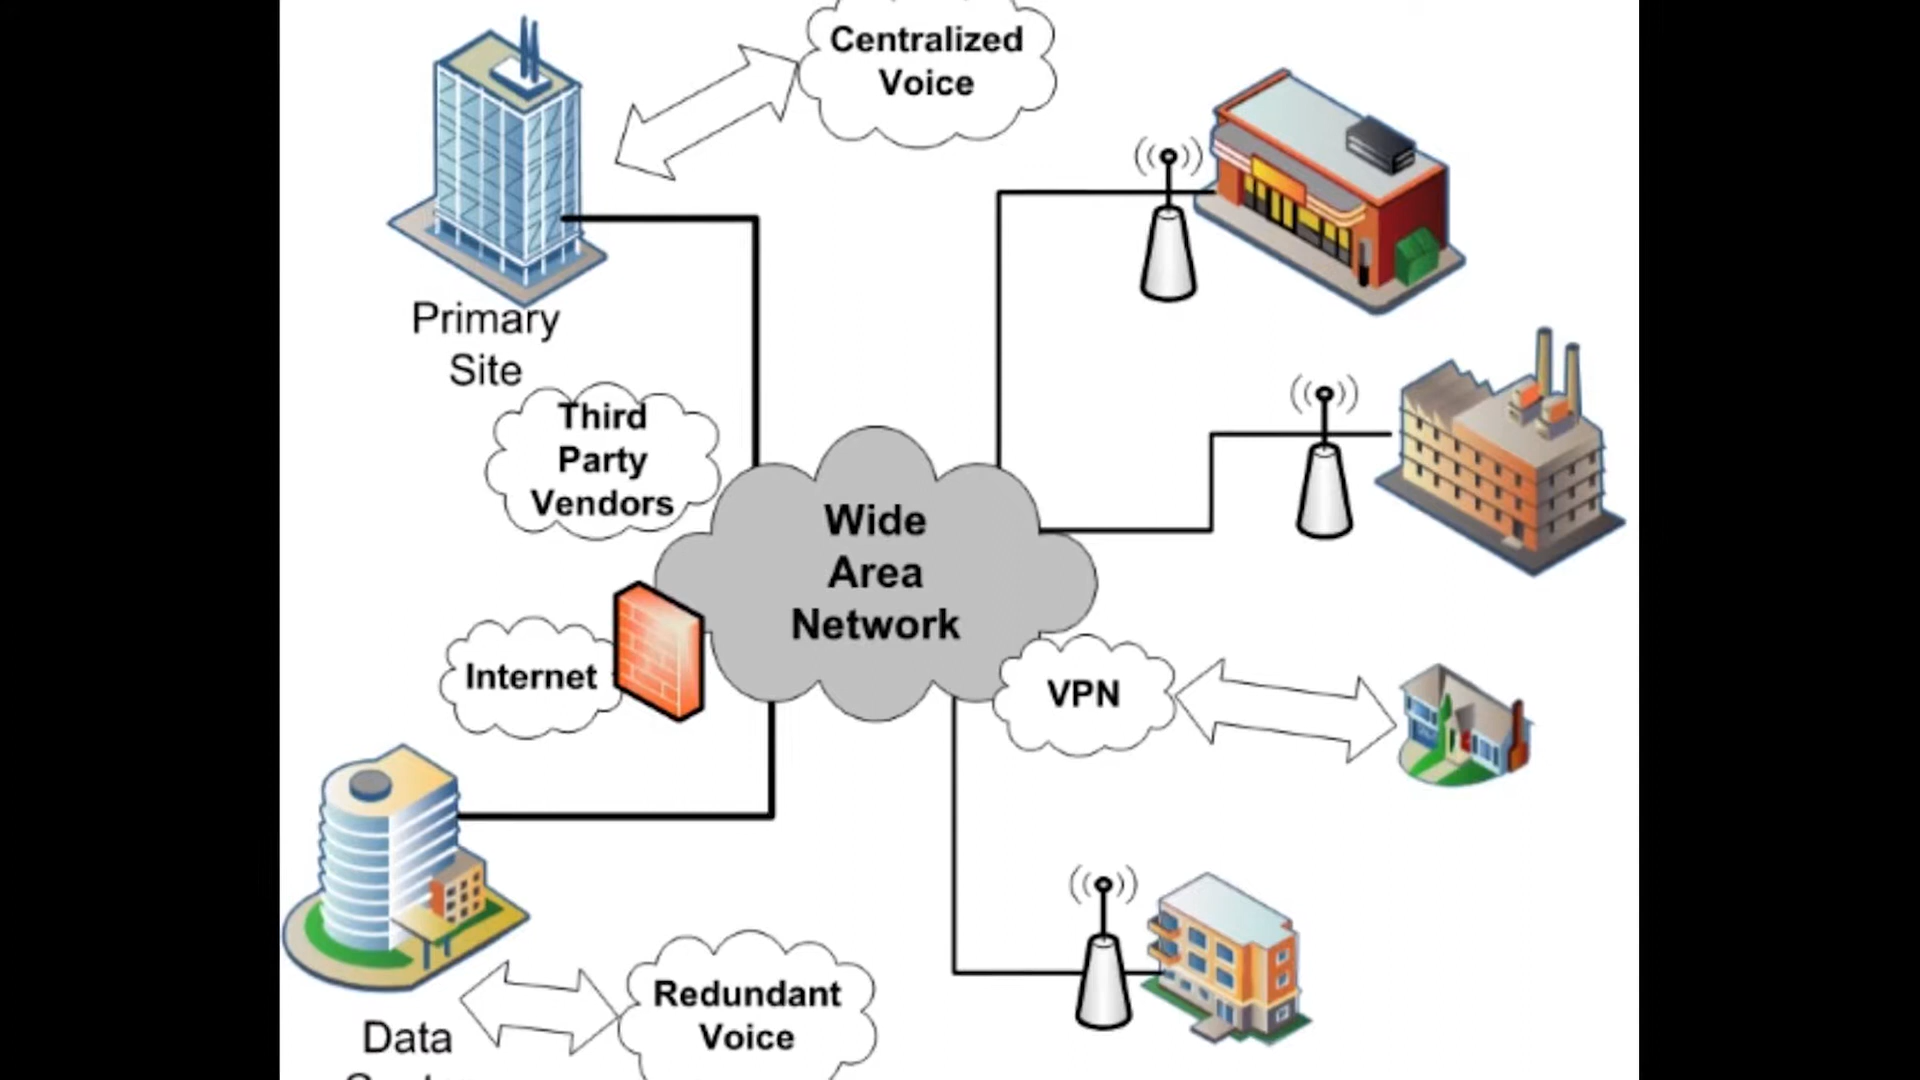 Centralized
Voice
Primary
Site
Third
Party
Vendors
Wide
Area
Network
Internet
VPN
Redundant
Voice
Data